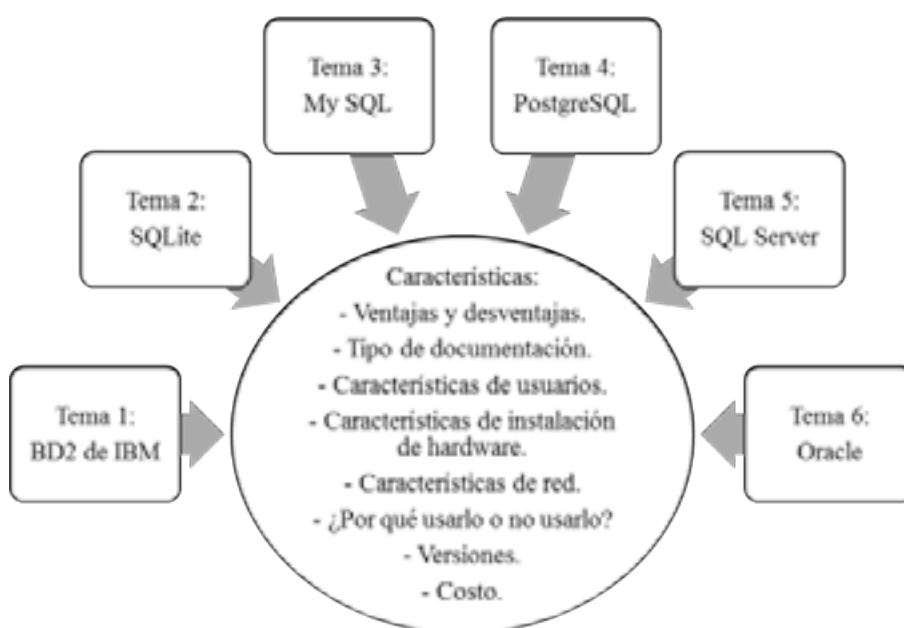 Tema 1:
BD2 de IBM
Tema 2:
SQLite
Tema 3:
My SQL
Tema 4:
PostgreSQL
Tema 5:
SQL Server
Tema 6:
Oracle
Características:
- Ventajas y desventajas.
- Tipo de documentación.
- Características de usuarios.
- Características de instalación
de hardware.
- Características de red.
- ¿Por qué usarlo o no usarlo?
- Versiones.
- Costo.